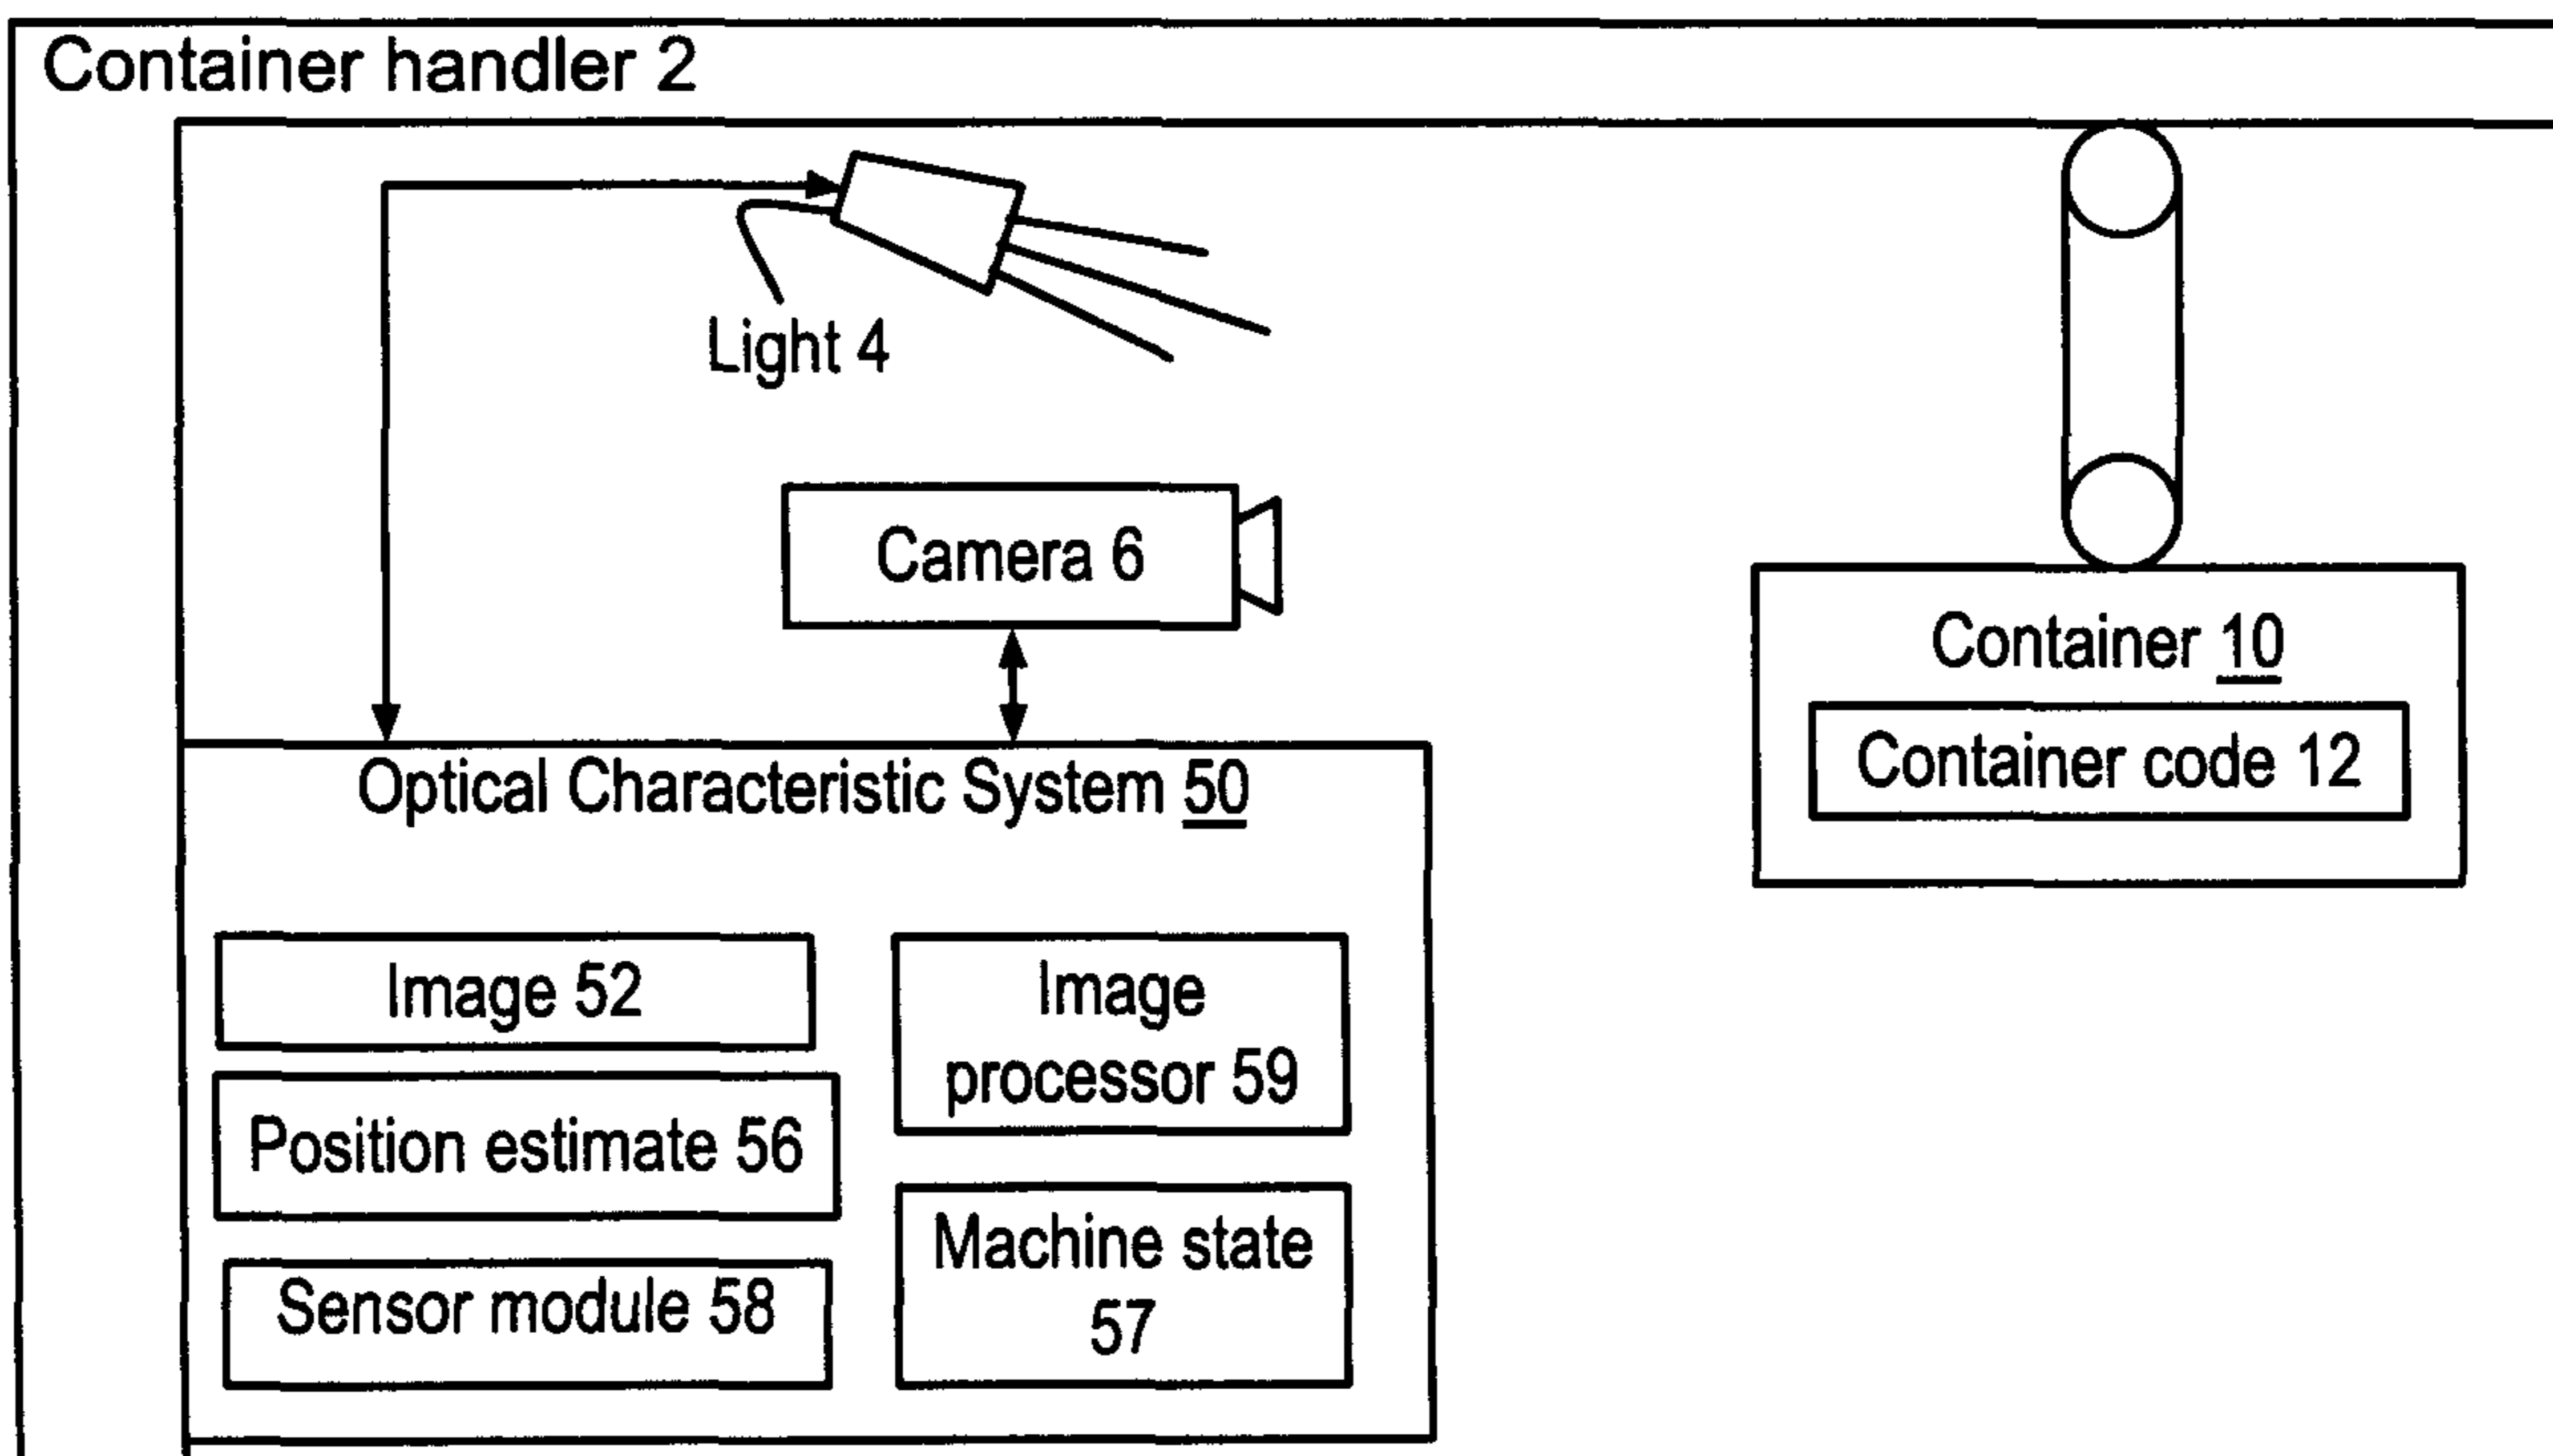 Container handler 2
Light 4
Camera 6
Container 10
Container code 12
Optical Characteristic System 50
Image 52
Position estimate 56
Sensor module 58
Image
processor 59
Machine state
57